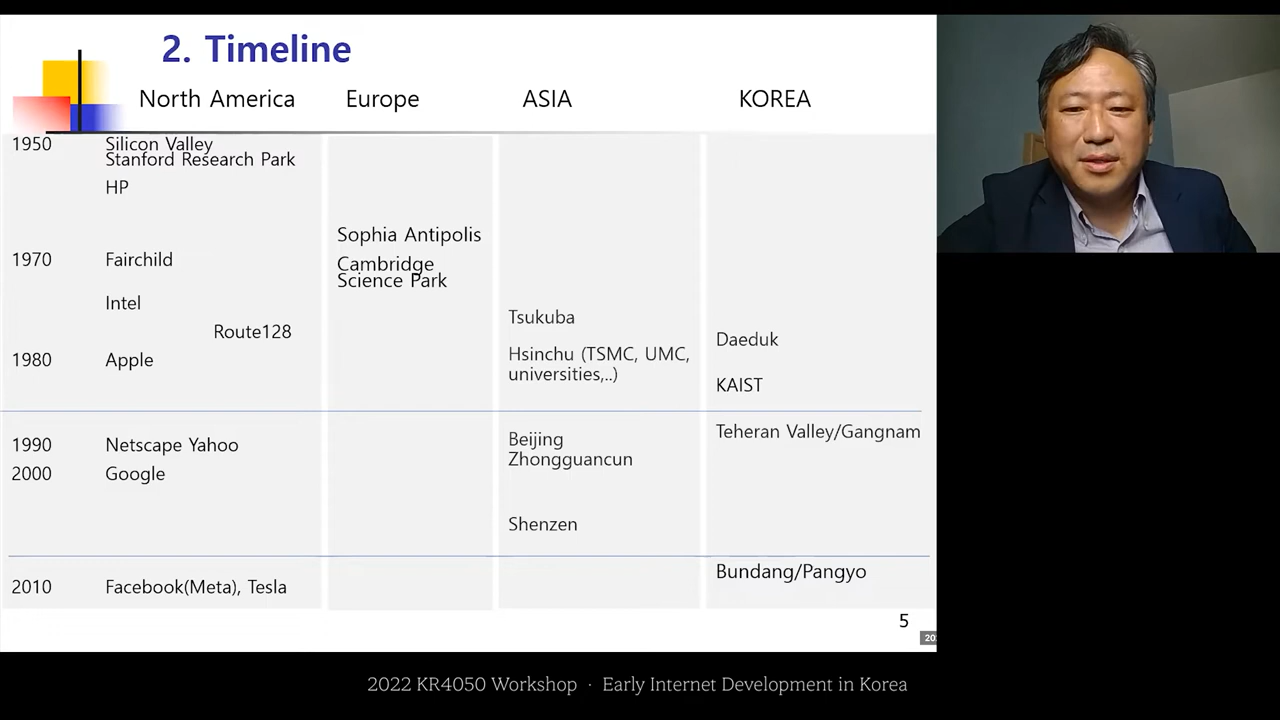 2. Timeline
North America Europe ASIA KOREA
1950 Silicon Valley
Stanford Research Park
HP
Sophia Antipolis
1970 Fairchild Cambridge
Science Park
Intel
Tsukuba
Route128
Daeduk
1980 Apple Hsinchu (TSMC, UMC,
universities,..)
KAIST
Teheran Valley/Gangnam
1990 Netscape Yahoo Beijing
Zhongguancun
2000 Google
Shenzen
Bundang/Pangyo
2010 Facebook(Meta), Tesla
5
20
2022 KR4050 Workshop · Early Internet Development in Korea